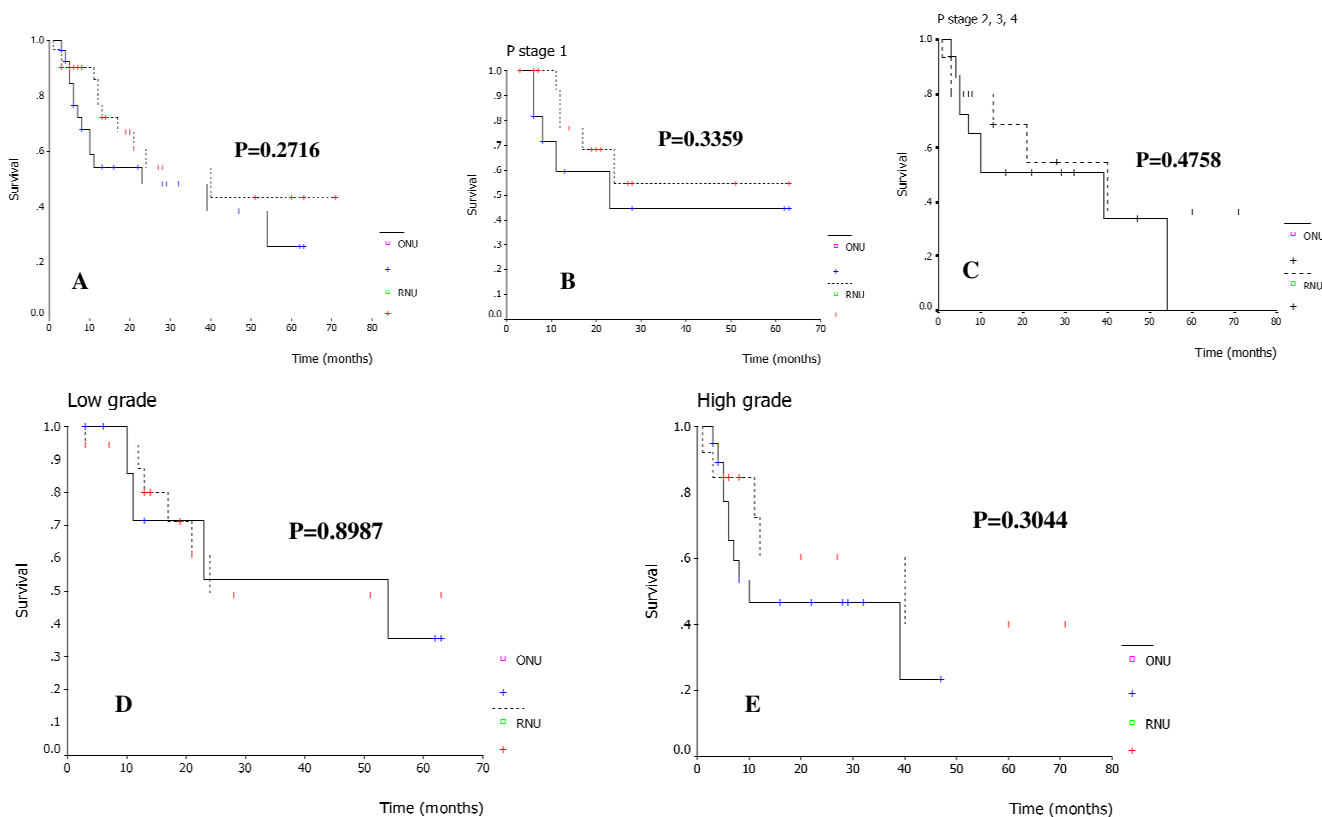 1.0
.8
.6
.4
.2
0.0
Survival
0
10
20
30
40
60
80
Time (months)
P=0.2716
A
ONU
RNU
P stage 1
1.0
.9
.8
.7
.6
.5
.4
.3
.2
.1
0.0
Survival
0
10
20
30
40
50
60
70
Time (months)
P=0.3359
B
ONU
RNU
P stage 2, 3, 4
1.0
.8
.6
.4
.2
0.0
Survival
0
10
20
30
40
50
60
70
80
Time (months)
P=0.4758
C
ONU
RNU
Low grade
1.0
.9
.8
.7
.6
.5
.4
.3
.2
.1
0.0
Survival
0
10
20
30
40
50
60
70
Time (months)
P=0.8987
D
ONU
RNU
High grade
1.0
.8
.6
.4
.2
0.0
Survival
0
10
20
30
40
50
60
70
80
Time (months)
P=0.3044
E
ONU
RNU